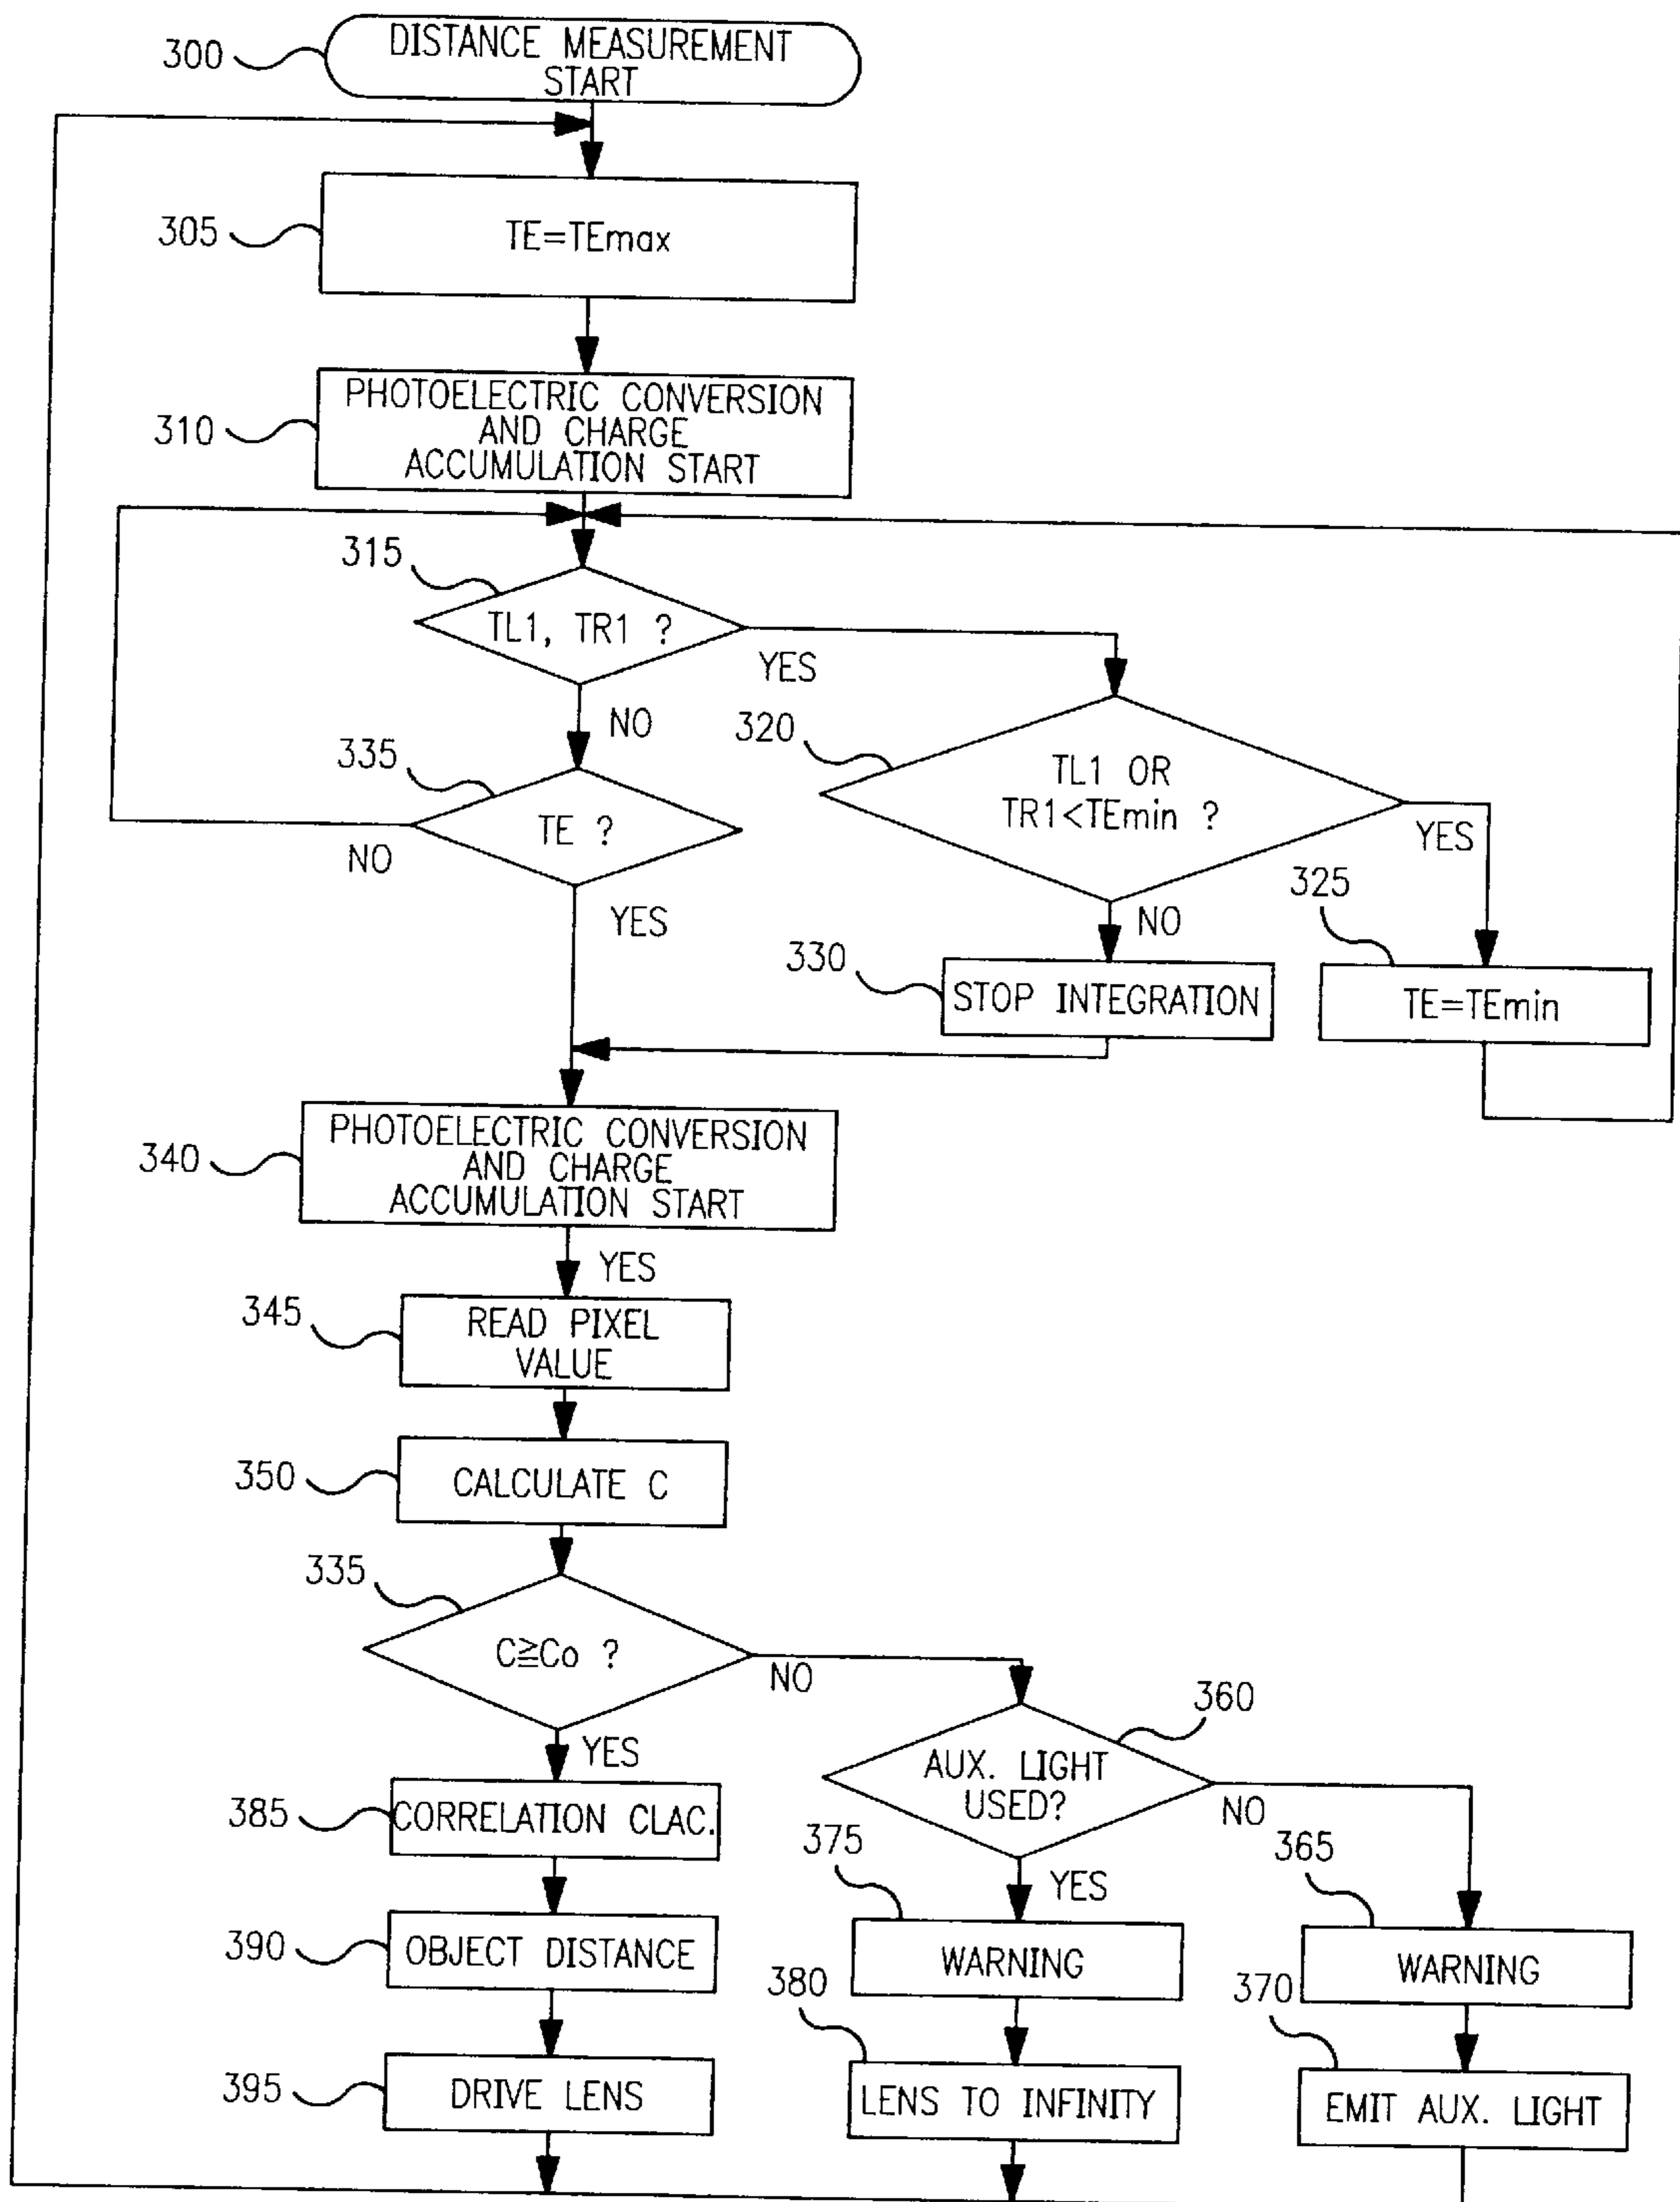 300
DISTANCE MEASUREMENT
START
305
TE=TEmax
310
PHOTOELECTRIC CONVERSION
AND CHARGE
ACCUMULATION START
315
TL1, TR1 ?
YES
NO
320
TL1 OR
TR1<TEmin ?
YES
NO
335
TE ?
NO
YES
325
TE=TEmin
330
STOP INTEGRATION
340
PHOTOELECTRIC CONVERSION
AND CHARGE
ACCUMULATION START
YES
345
READ PIXEL
VALUE
350
CALCULATE C
335
C≧Co ?
NO
YES
360
AUX. LIGHT
USED?
NO
YES
385
CORRELATION CLAC.
375
WARNING
365
WARNING
390
OBJECT DISTANCE
380
LENS TO INFINITY
370
EMIT AUX. LIGHT
395
DRIVE LENS